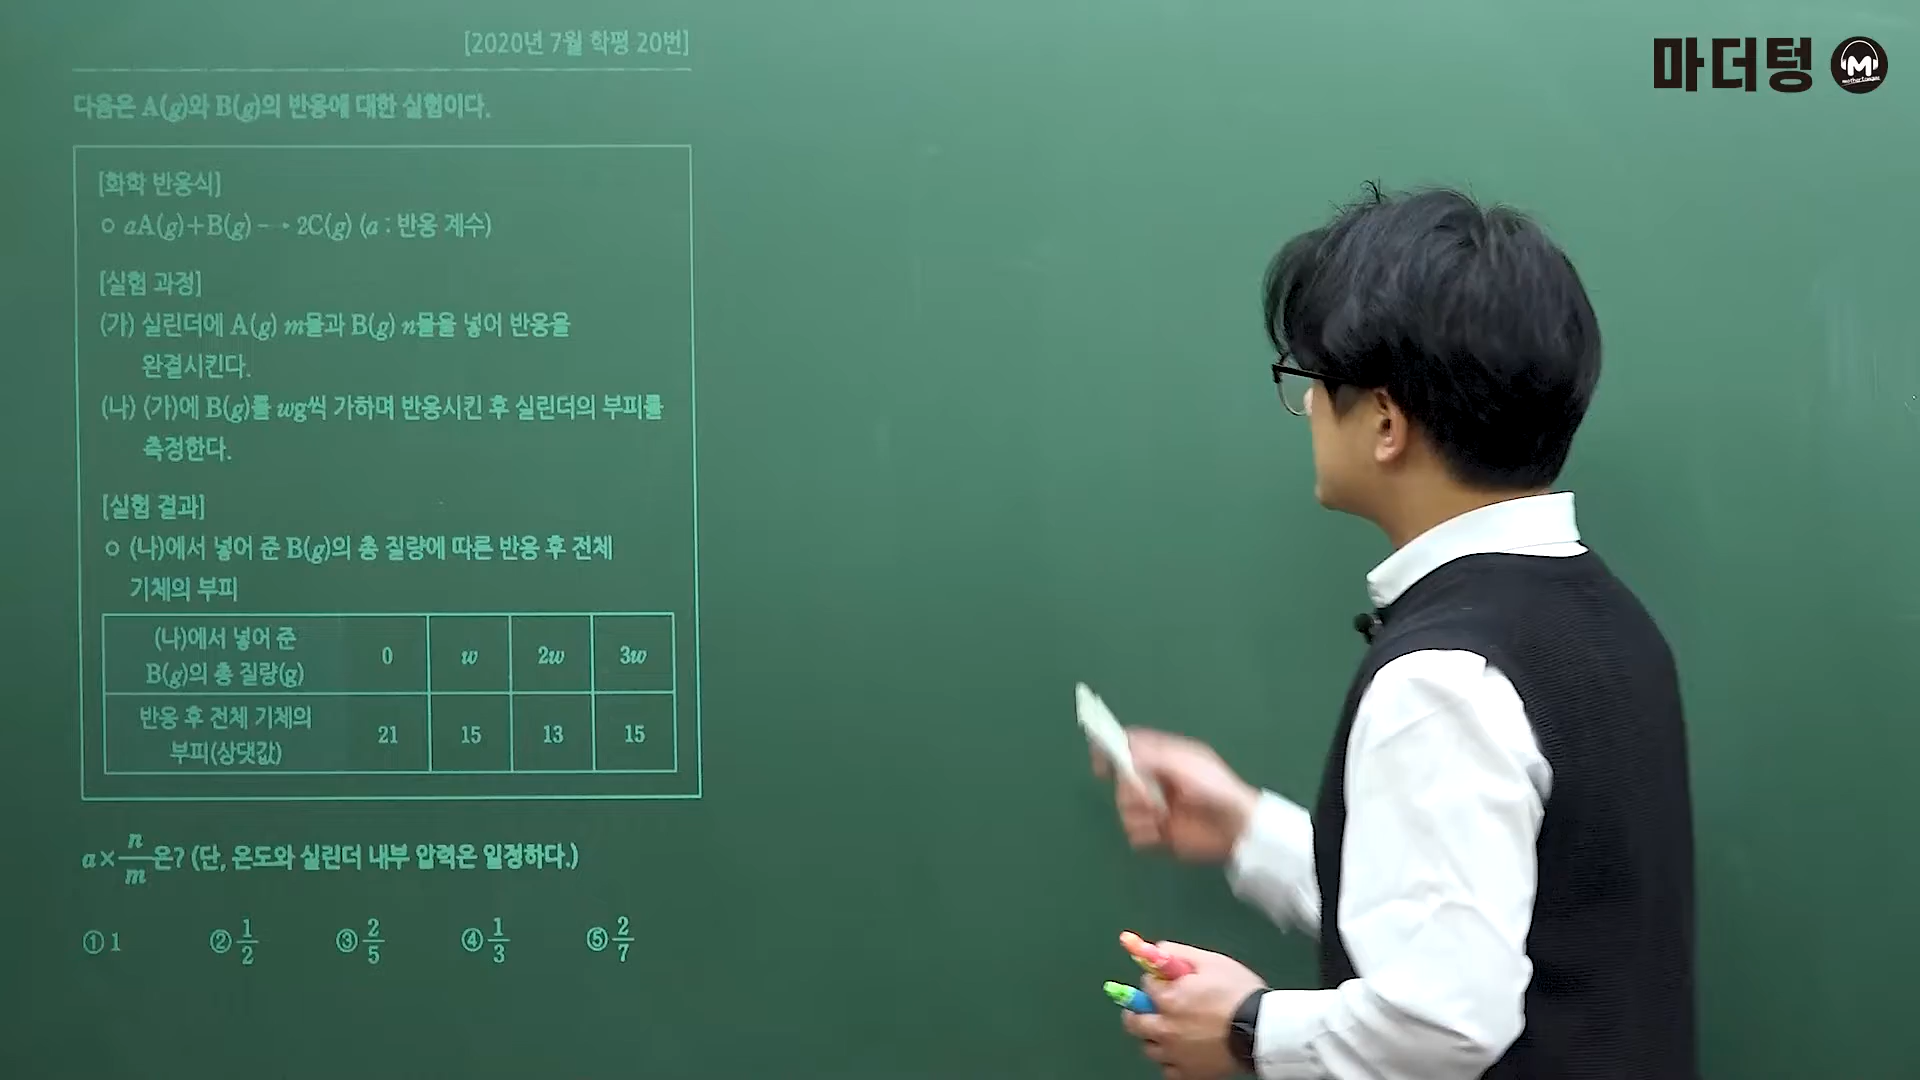 마더텅
[2020년 7월 학평 20번]
다음은 A(g)와 B(g)의 반응에 대한 실험이다.
[화학 반응식]
○ aA(g)+B(g) → 2C(g) (a : 반응 계수)
[실험 과정]
(가) 실린더에 A(g) m몰과 B(g) n몰을 넣어 반응을
완결시킨다.
(나) (가)에 B(g)를 wg씩 가하며 반응시킨 후 실린더의 부피를
측정한다.
[실험 결과]
○ (나)에서 넣어 준 B(g)의 총 질량에 따른 반응 후 전체
기체의 부피
(나)에서 넣어 준
B(g)의 총 질량(g) 0 w 2w 3w
반응 후 전체 기체의
부피(상댓값) 21 15 13 15
a × n/m 은? (단, 온도와 실린더 내부 압력은 일정하다.)
① 1 ② 1/2 ③ 2/5 ④ 1/3 ⑤ 2/7